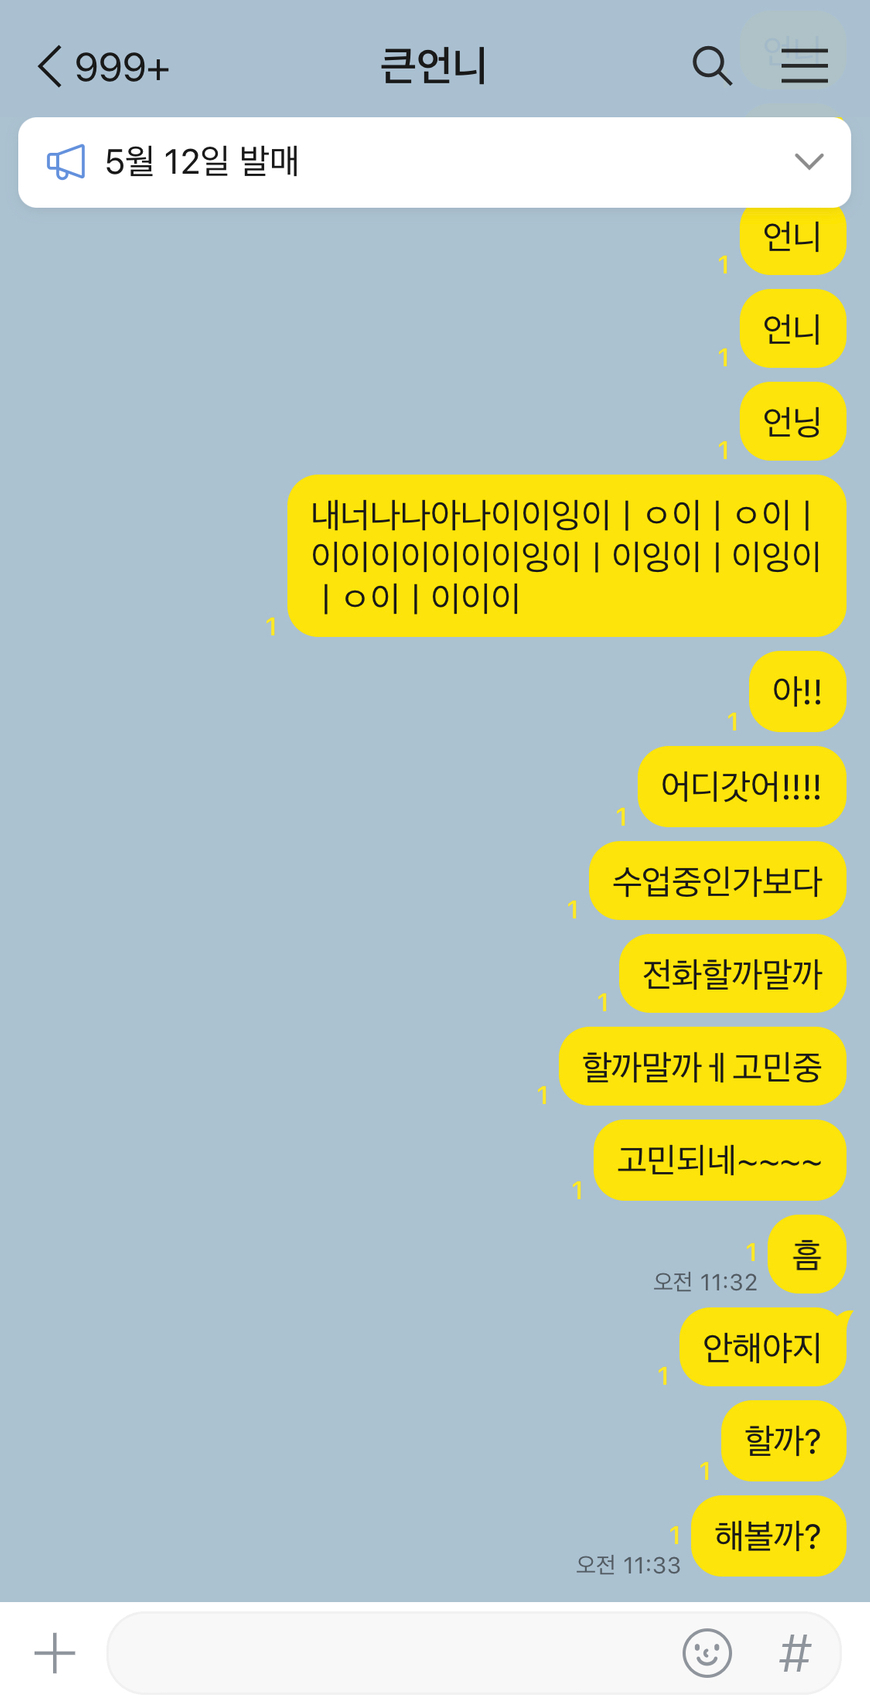 999+
큰언니
언니
5월 12일 발매
언니
1
언니
1
언닝
1
내너나나아나이이잉이ㅣㅇ이ㅣㅇ이ㅣ
이이이이이이이잉이ㅣ이잉이ㅣ이잉이
ㅣㅇ이ㅣ이이이
1
아!!
1
어디갓어!!!!
1
수업중인가보다
1
전화할까말까
1
할까말까ㅔ고민중
1
고민되네~~~~
1
흠
1
오전 11:32
안해야지
1
할까?
1
해볼까?
1
오전 11:33
#